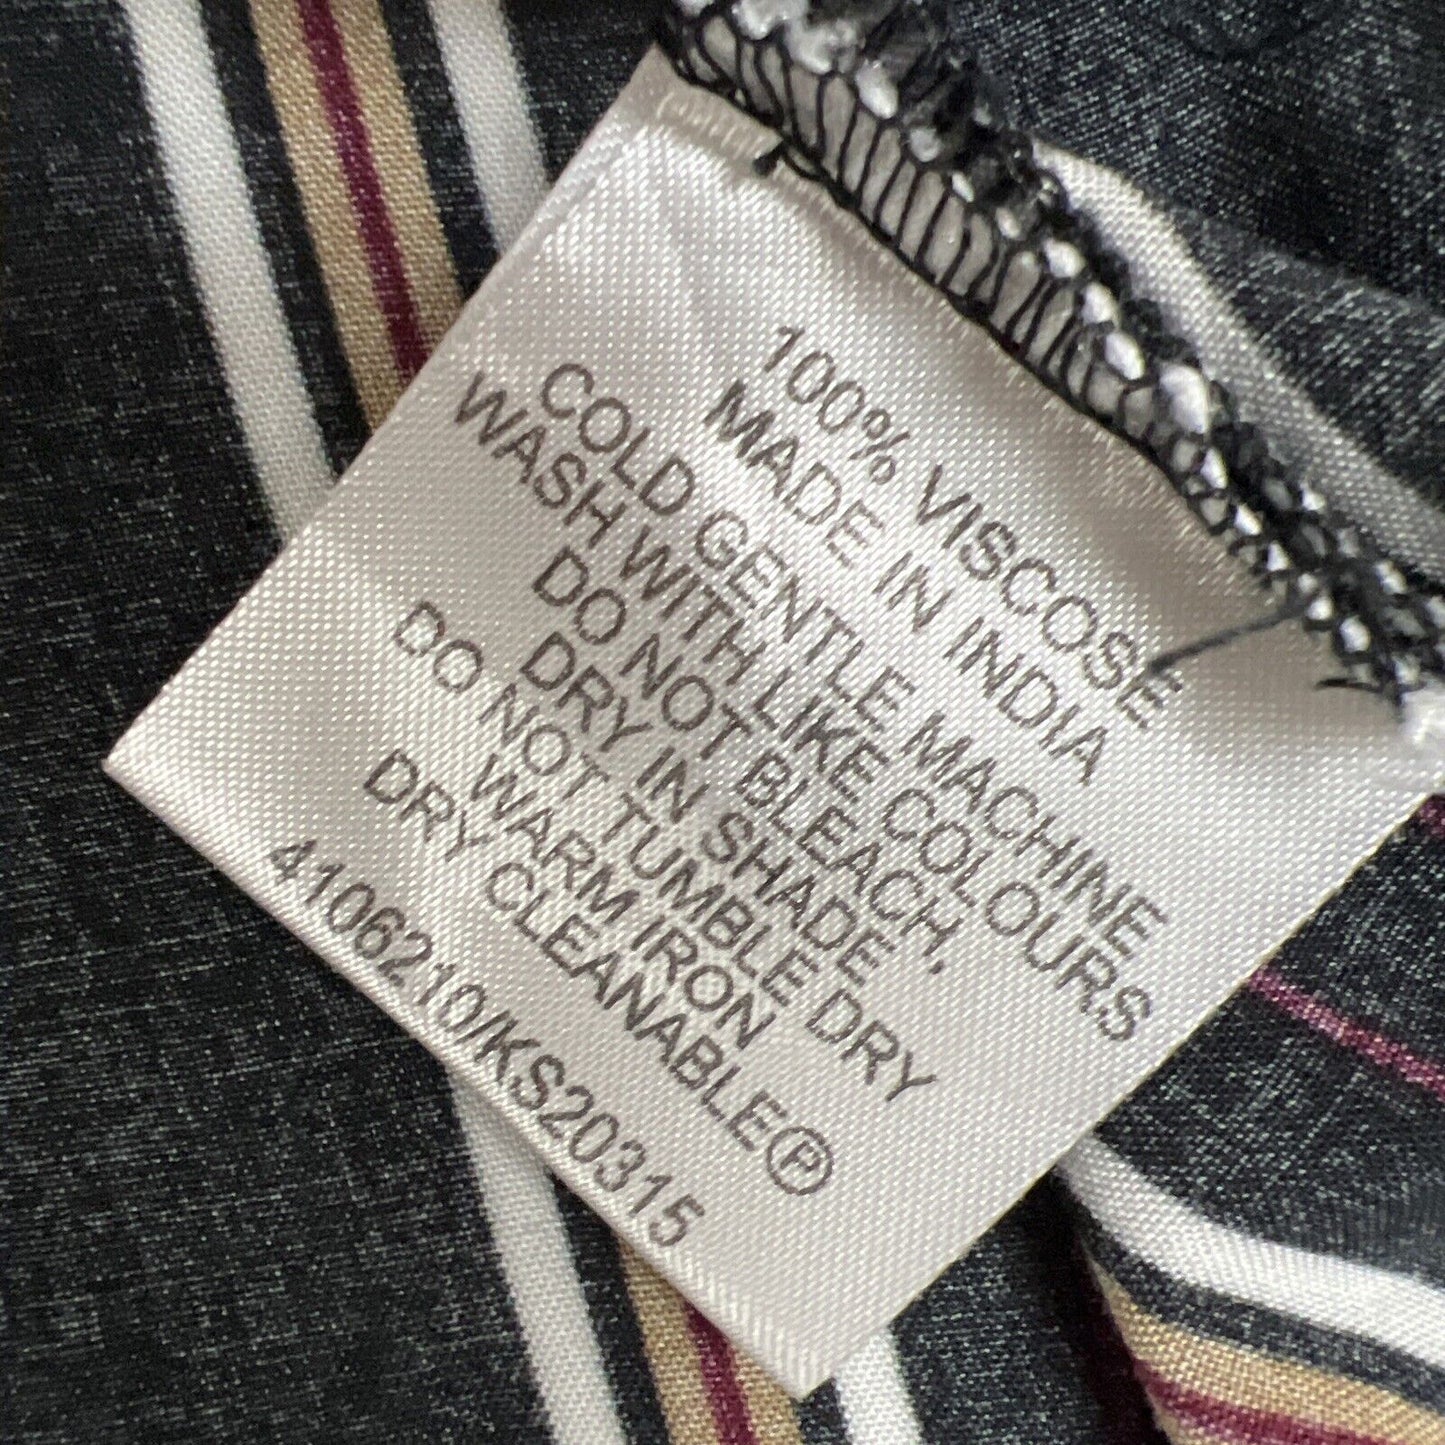 100% VISCOSE
MADE IN INDIA
COLD GENTLE MACHINE
WASH WITH LIKE COLOURS
DO NOT BLEACH,
DRY IN SHADE,
DO NOT TUMBLE DRY
WARM IRON
DRY CLEANABLE Ⓟ
4106210/KS20315